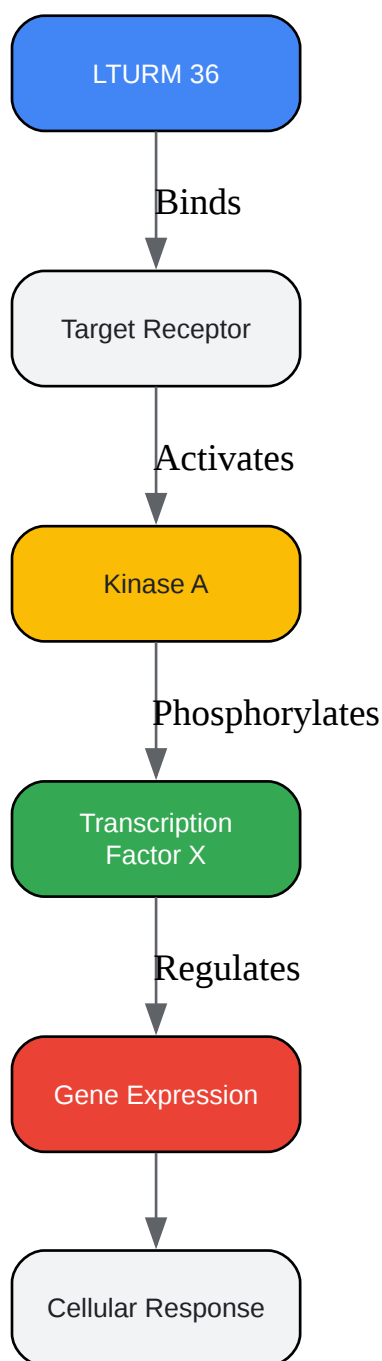 LTURM 36
Binds
Target Receptor
Activates
Kinase A
Phosphorylates
Transcription
Factor X
Regulates
Gene Expression
Cellular Response